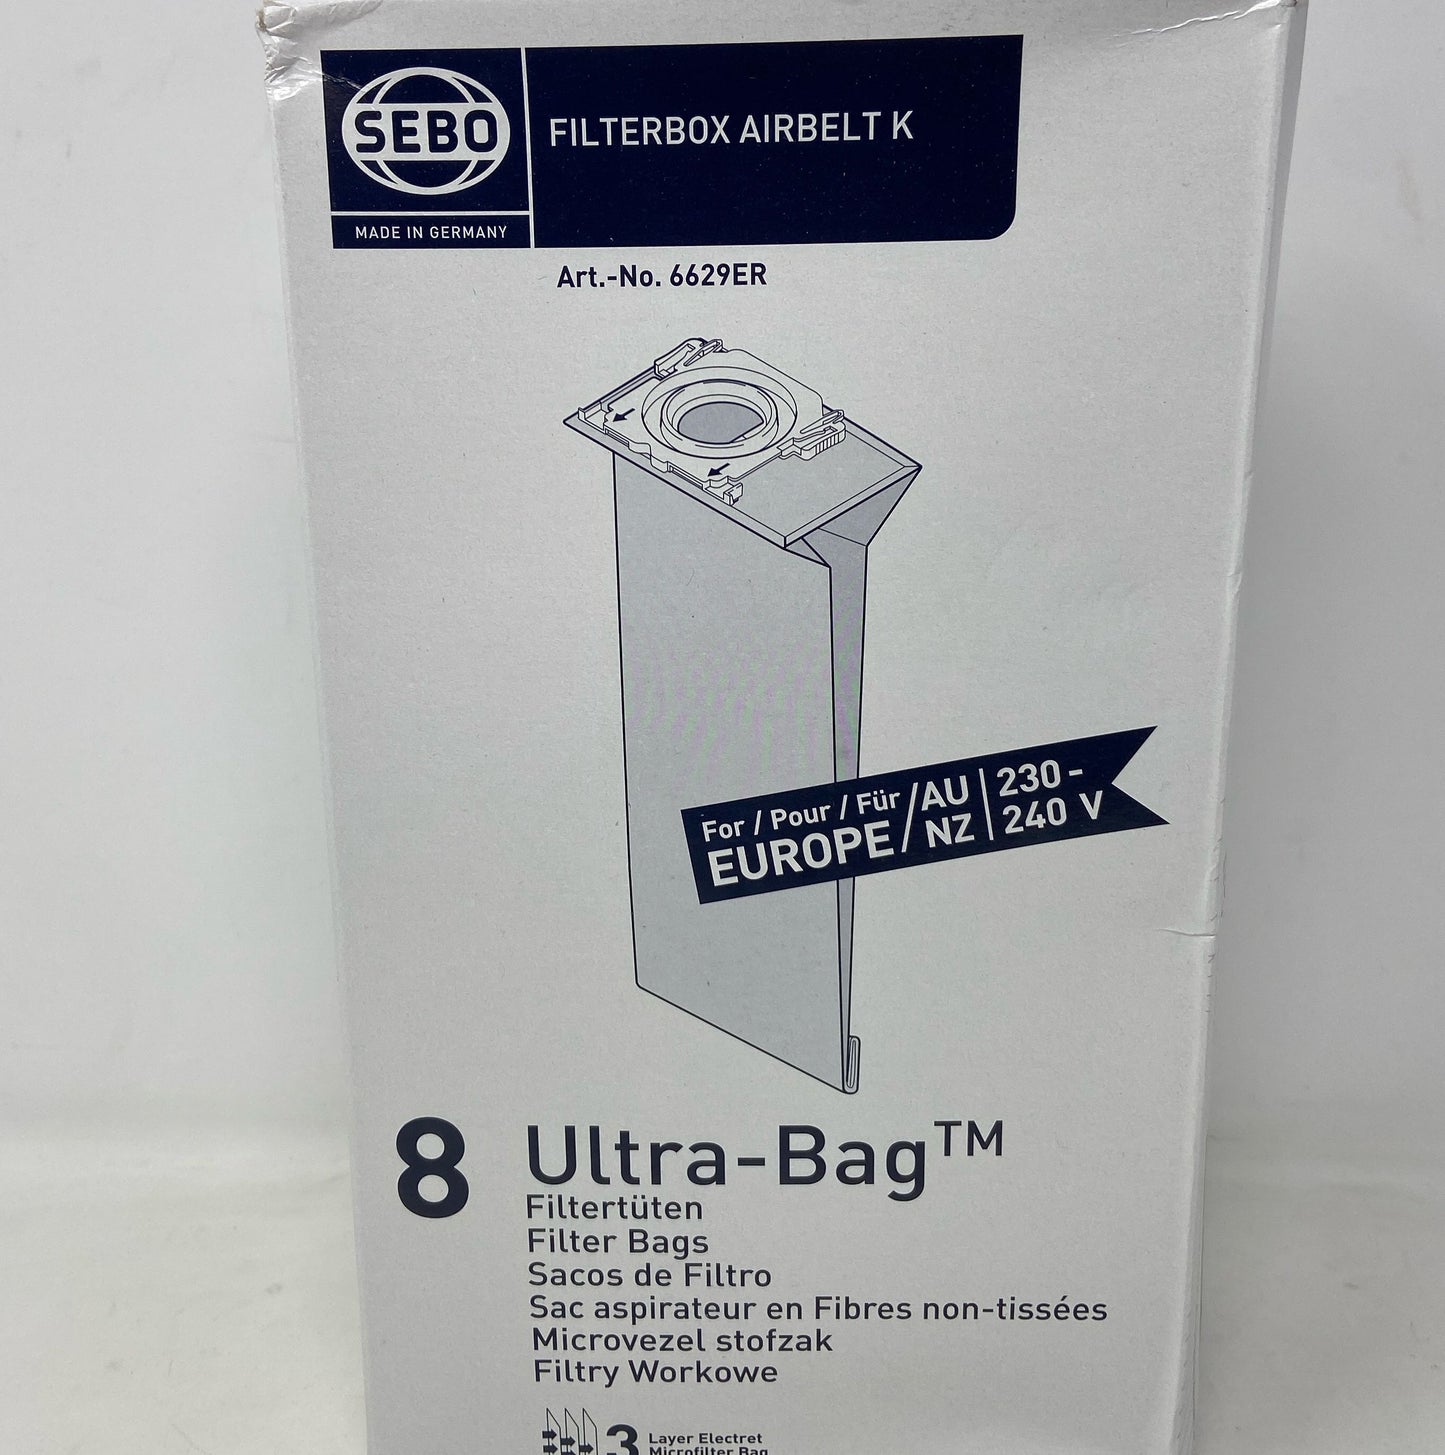 SEBO
MADE IN GERMANY
FILTERBOX AIRBELT K
Art.-No. 6629ER
For / Pour / Für
EUROPE / AU NZ | 230 - 240 V
8 Ultra-Bag™
Filtertüten
Filter Bags
Sacos de Filtro
Sac aspirateur en Fibres non-tissées
Microvezel stofzak
Filtry Workowe
3 Layer Electret
Microfilter Bag